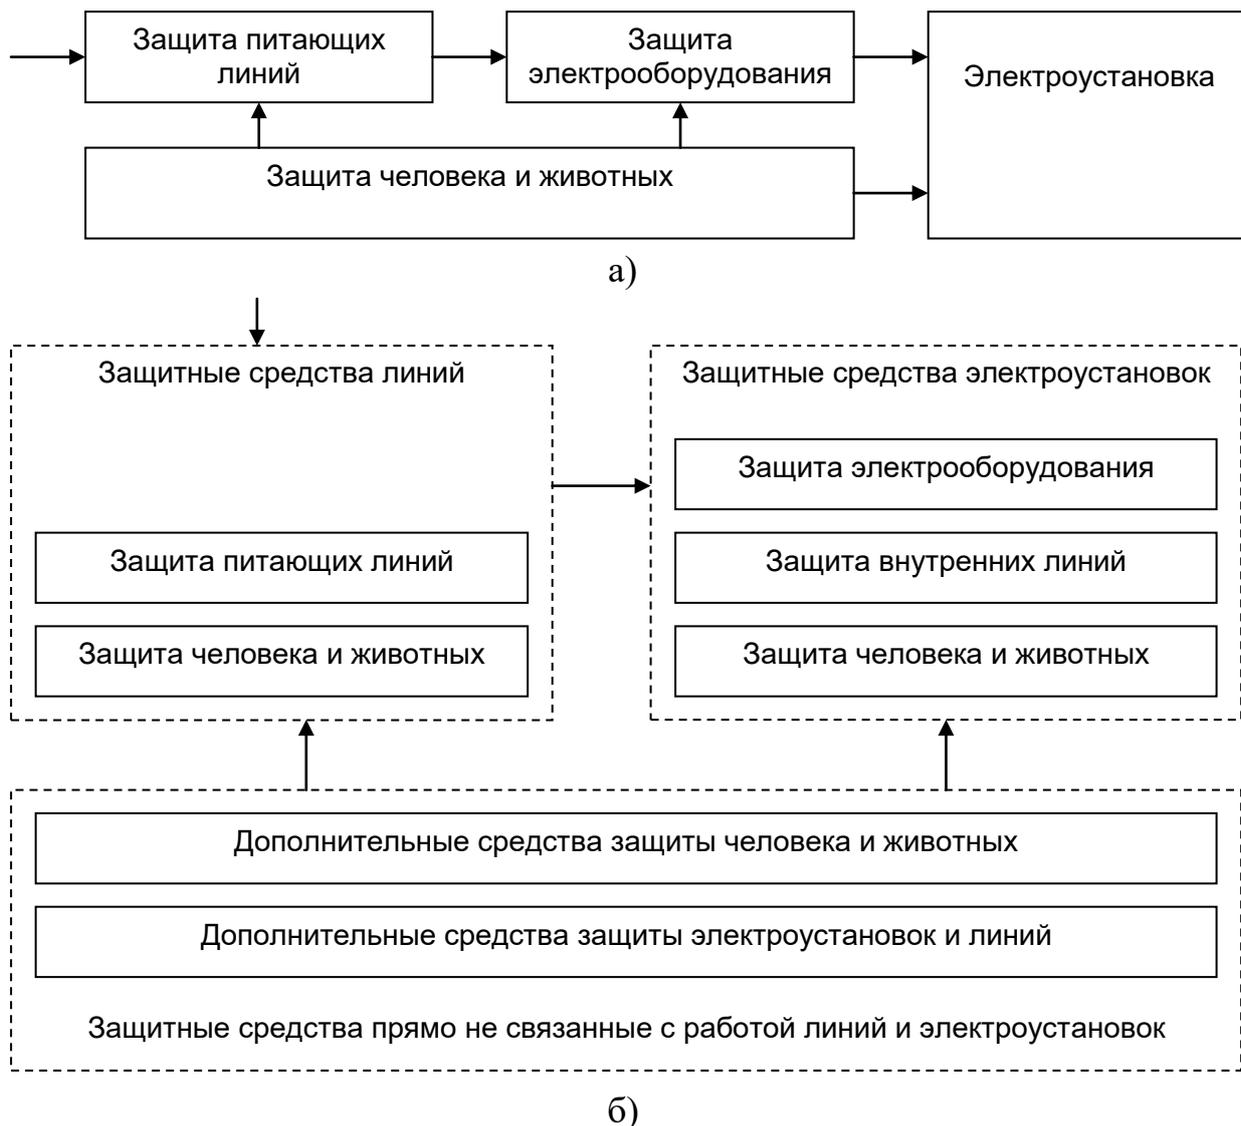 Защита питающих
линий
Защита
электрооборудования
Электроустановка
Защита человека и животных
а)
Защитные средства линий
Защитные средства электроустановок
Защита электрооборудования
Защита питающих линий
Защита внутренних линий
Защита человека и животных
Защита человека и животных
Дополнительные средства защиты человека и животных
Дополнительные средства защиты электроустановок и линий
Защитные средства прямо не связанные с работой линий и электроустановок
б)